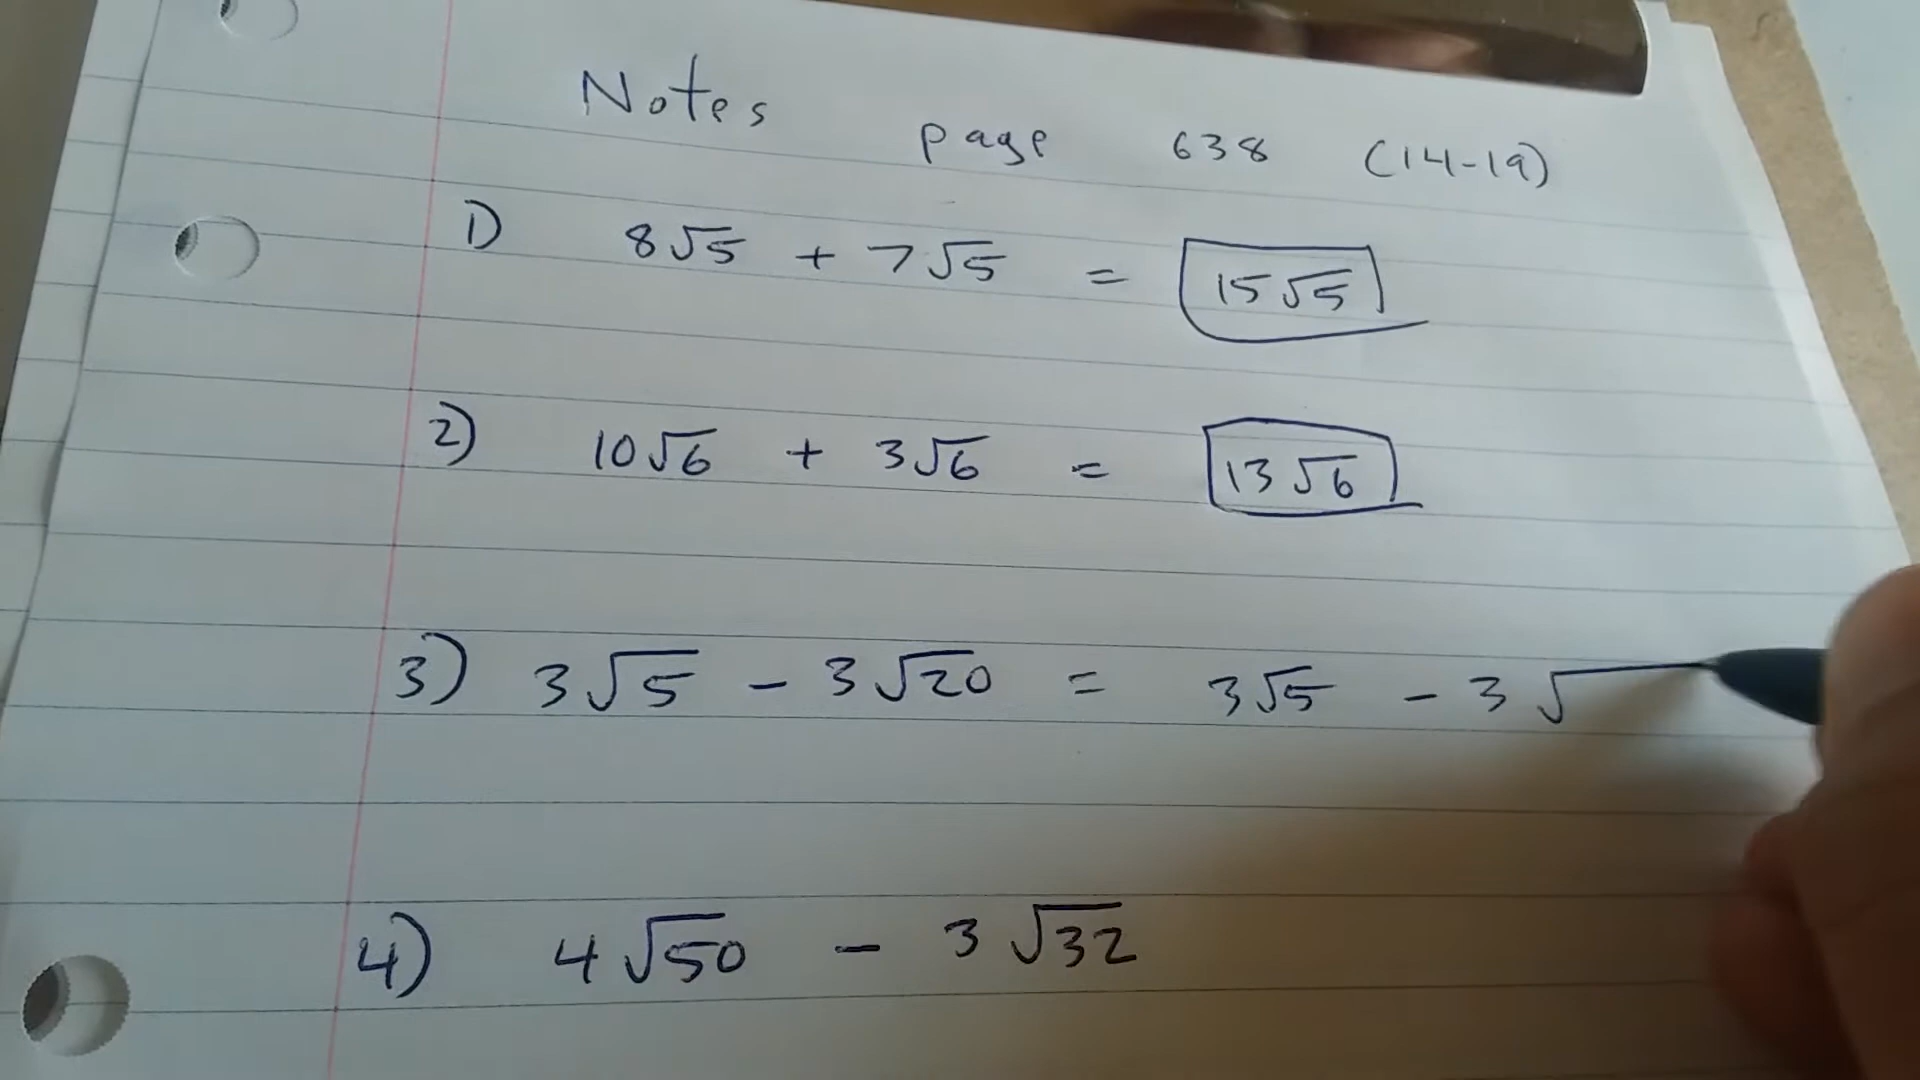 Notes page 638 (14-19)
1) 8√5 + 7√5 = 15√5
2) 10√6 + 3√6 = 13√6
3) 3√5 - 3√20 = 3√5 - 3√
4) 4√50 - 3√32